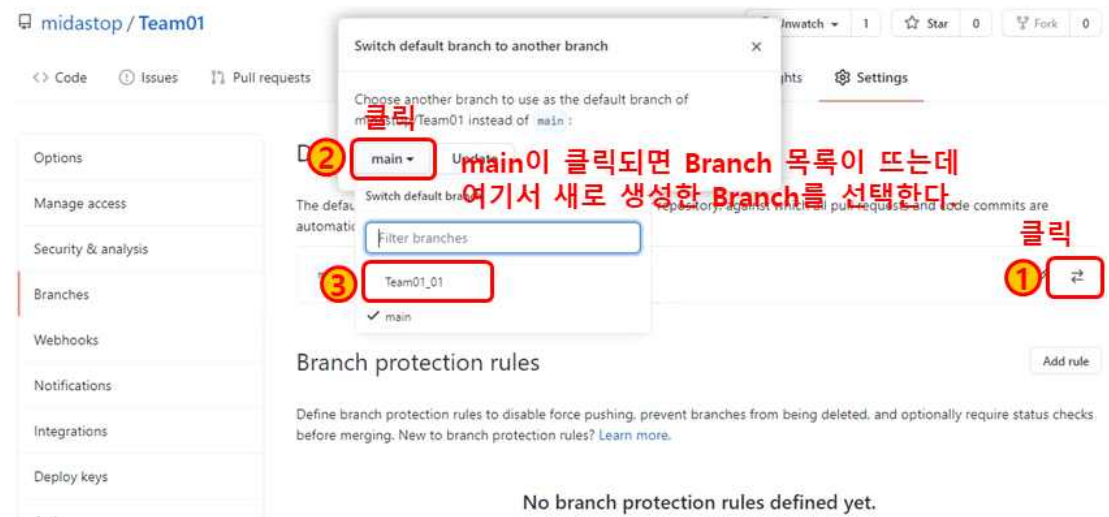 midastop / Team01
Unwatch 1 Star 0 Fork 0
Code Issues Pull requests Settings
Switch default branch to another branch
Choose another branch to use as the default branch of
midastop/Team01 instead of main :
클릭
2 main Update
main이 클릭되면 Branch 목록이 뜨는데
여기서 새로 생성한 Branch를 선택한다.
Switch default branch
Filter branches
3 Team01_01
main
클릭
1
Options
Manage access
Security & analysis
Branches
Webhooks
Notifications
Integrations
Deploy keys
The repository, against which all pull requests and code commits are
Branch protection rules
Add rule
Define branch protection rules to disable force pushing, prevent branches from being deleted, and optionally require status checks
before merging. New to branch protection rules? Learn more.
No branch protection rules defined yet.